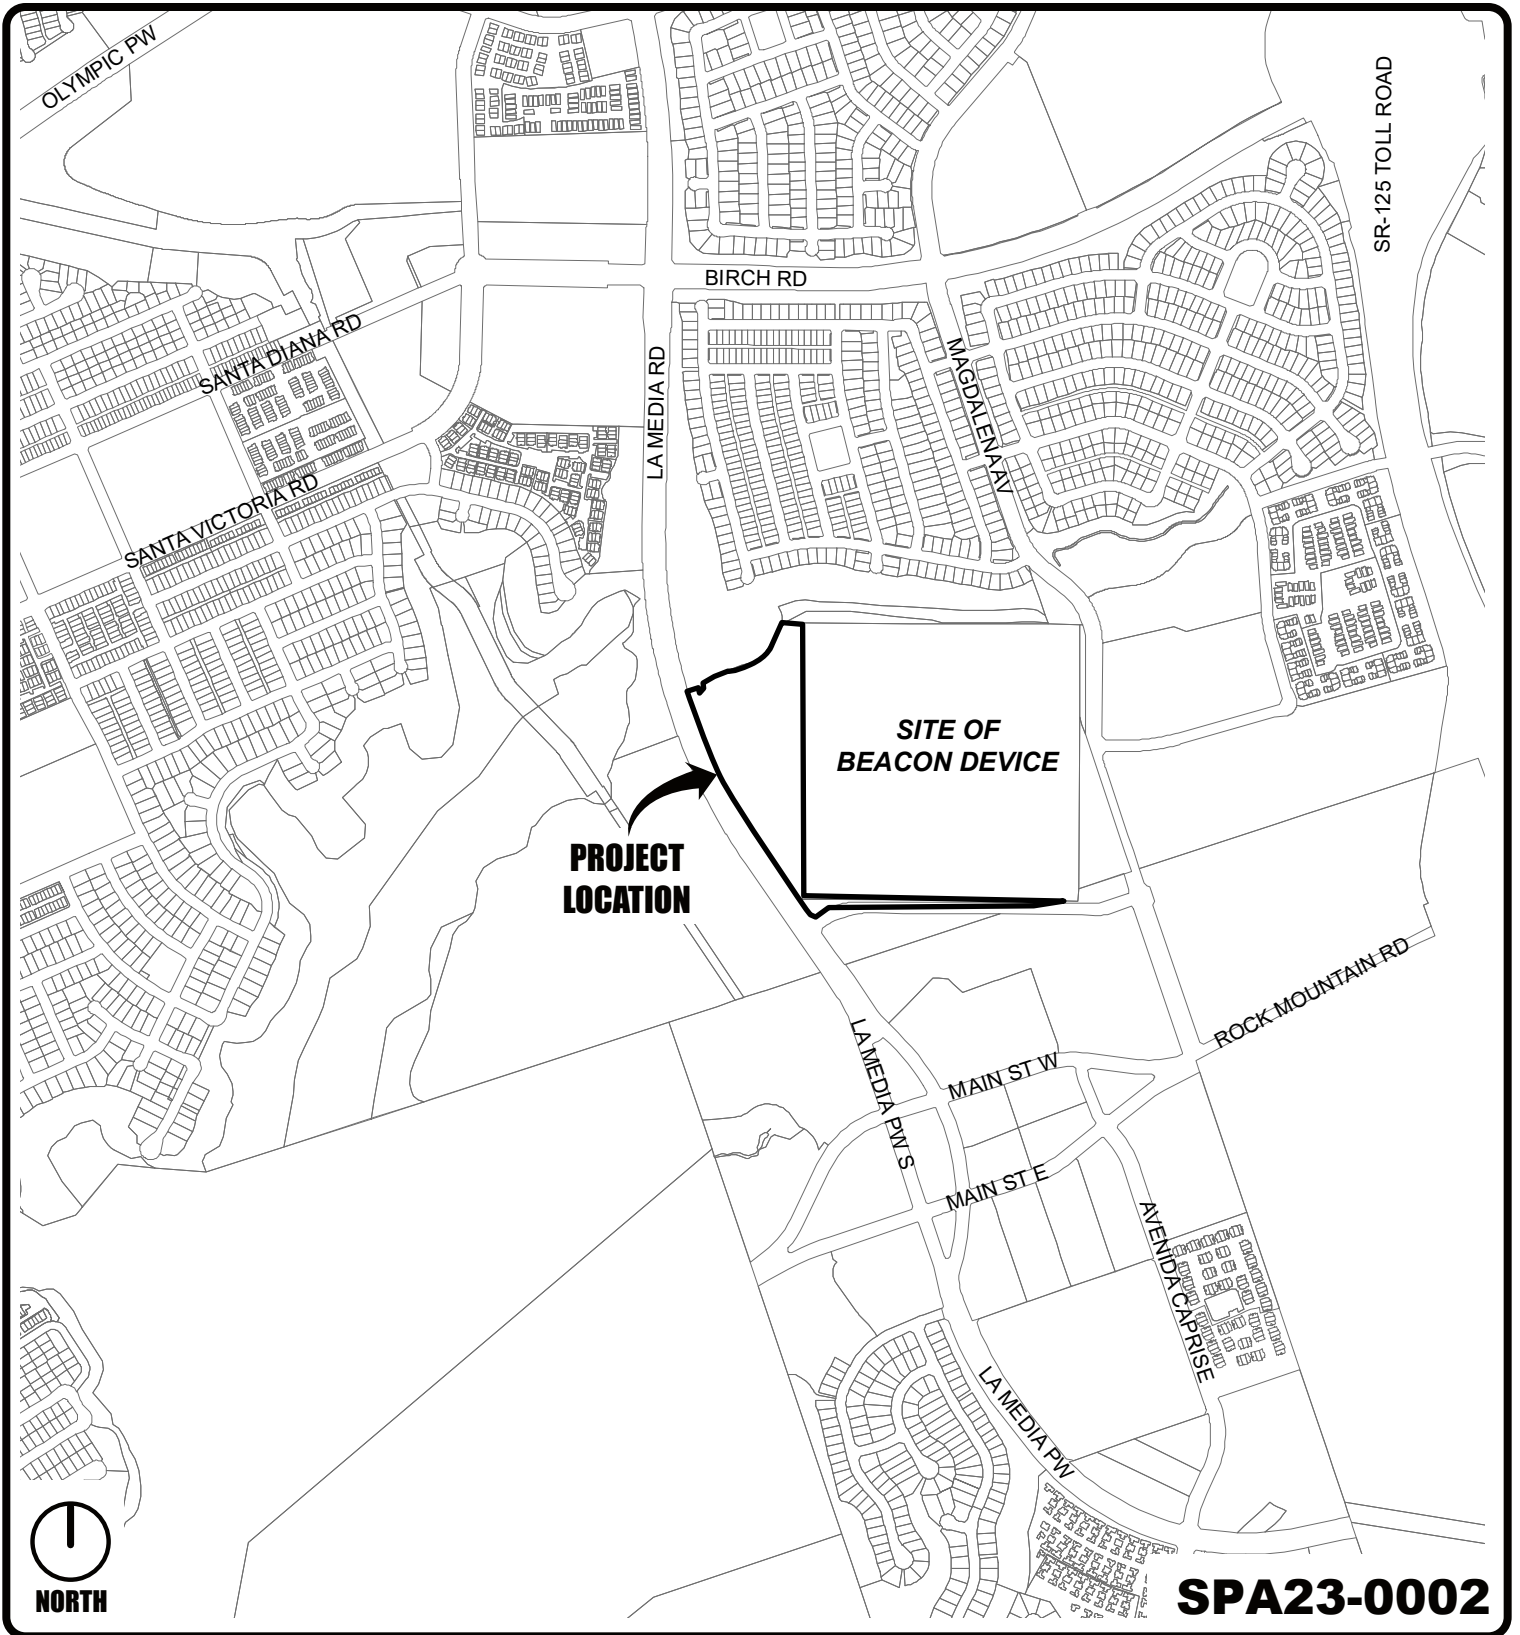 OLYMPIC PW
SR-125 TOLL ROAD
BIRCH RD
SANTA DIANA RD
LA MEDIA RD
MAGDALENA AV
SANTA VICTORIA RD
SITE OF
BEACON DEVICE
PROJECT
LOCATION
ROCK MOUNTAIN RD
LA MEDIA PW S
MAIN ST W
MAIN ST E
AVENIDA CAPRISE
LA MEDIA PW
NORTH
SPA23-0002